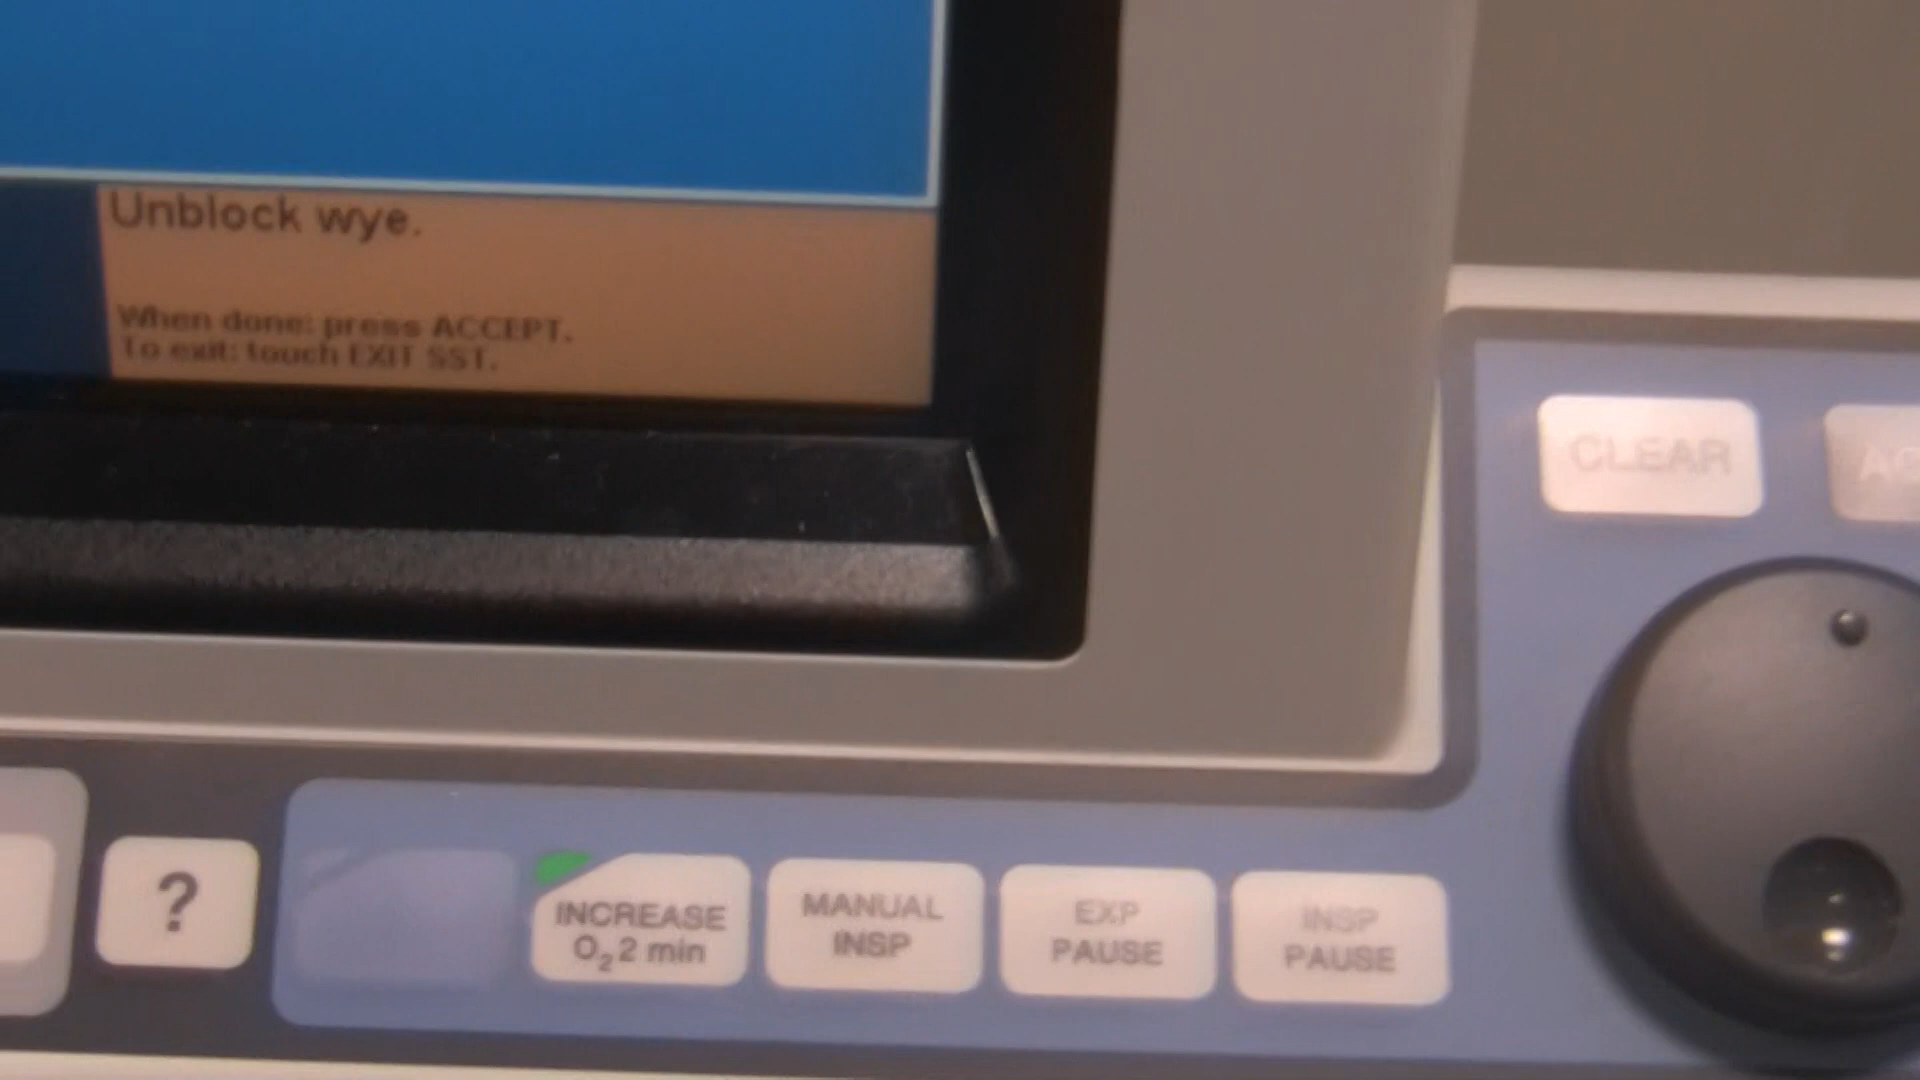 Unblock wye.
When done: press ACCEPT.
To exit: touch EXIT SST.
CLEAR
?
INCREASE
O₂ 2 min
MANUAL
INSP
EXP
PAUSE
INSP
PAUSE